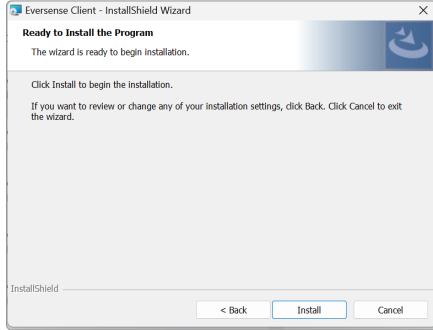 Eversense Client - InstallShield Wizard
Ready to Install the Program
The wizard is ready to begin installation.
Click Install to begin the installation.
If you want to review or change any of your installation settings, click Back. Click Cancel to exit
the wizard.
InstallShield
< Back
Install
Cancel